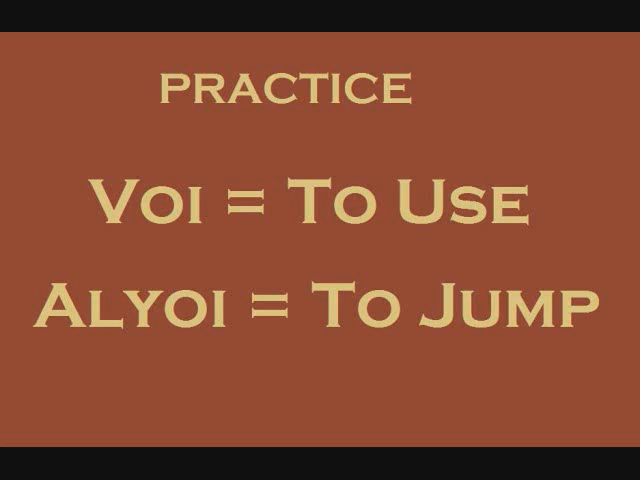 PRACTICE
VOI = TO USE
ALYOI = TO JUMP